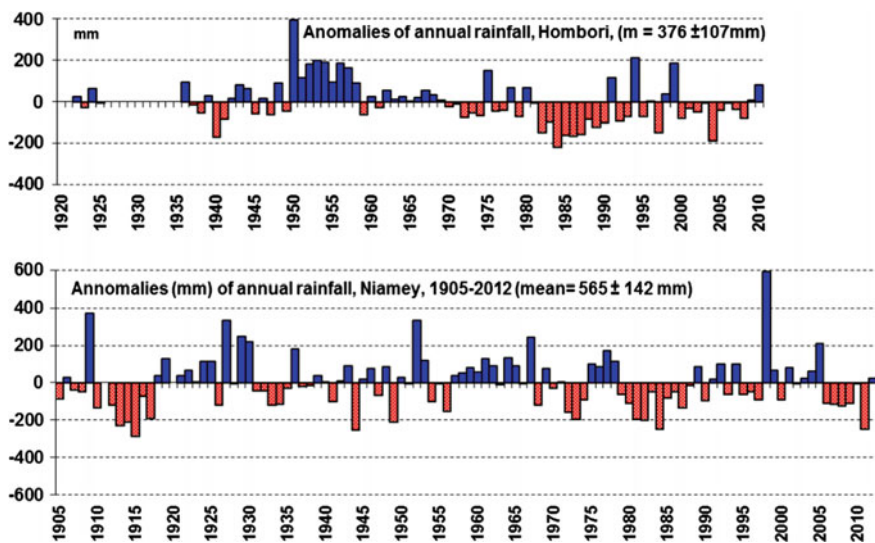 400
mm
Anomalies of annual rainfall, Hombori, (m = 376 ±107mm)
200
0
-200
-400
1920 1925 1935 1940 1945 1950 1955 1960 1965 1970 1975 1980 1985 1990 1995 2000 2005 2010
600
Annomalies (mm) of annual rainfall, Niamey, 1905-2012 (mean= 565 ± 142 mm)
400
200
0
-200
-400
-600
1905 1910 1915 1920 1925 1930 1935 1940 1945 1950 1955 1960 1965 1970 1975 1980 1985 1990 1995 2000 2005 2010